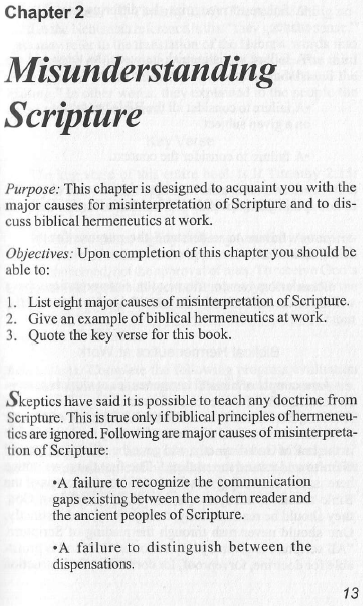 Chapter 2
Misunderstanding
Scripture
Purpose: This chapter is designed to acquaint you with the
major causes for misinterpretation of Scripture and to dis-
cuss biblical hermeneutics at work.
Objectives: Upon completion of this chapter you should be
able to:
1. List eight major causes of misinterpretation of Scripture.
2. Give an example of biblical hermeneutics at work.
3. Quote the key verse for this book.
Skeptics have said it is possible to teach any doctrine from
Scripture. This is true only if biblical principles of hermeneu-
tics are ignored. Following are major causes of misinterpreta-
tion of Scripture:
•A failure to recognize the communication
gaps existing between the modern reader and
the ancient peoples of Scripture.
•A failure to distinguish between the
dispensations.
13